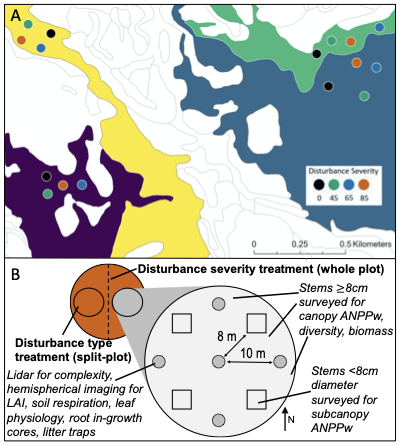 A
Disturbance Severity
0 45 65 85
0 0.25 0.5 Kilometers
B
Disturbance severity treatment (whole plot)
Disturbance type
treatment (split-plot)
Stems ≥8cm
surveyed for
canopy ANPPw,
diversity, biomass
8 m
10 m
Lidar for complexity,
hemispherical imaging for
LAI, soil respiration, leaf
physiology, root in-growth
cores, litter traps
Stems <8cm
diameter
surveyed for
subcanopy
ANPPw
N